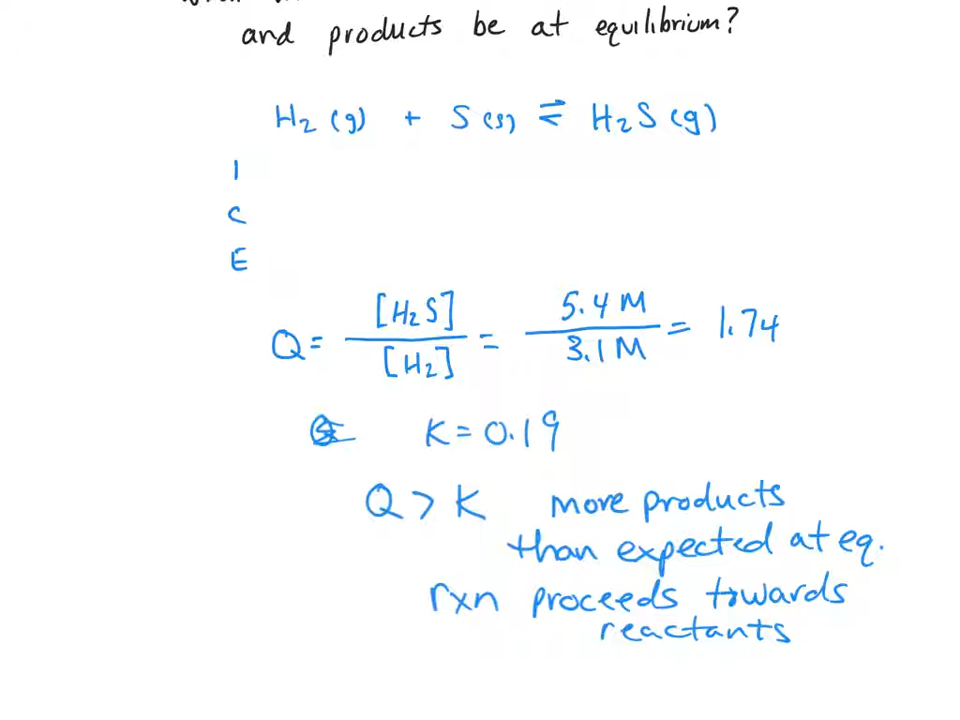 and products be at equilibrium?
H₂ (g) + S (s) ⇌ H₂S (g)
I
C
E
Q = [H₂S] / [H₂] = 5.4 M / 3.1 M = 1.74
K = 0.19
Q > K more products
than expected at eq.
rxn proceeds towards
reactants